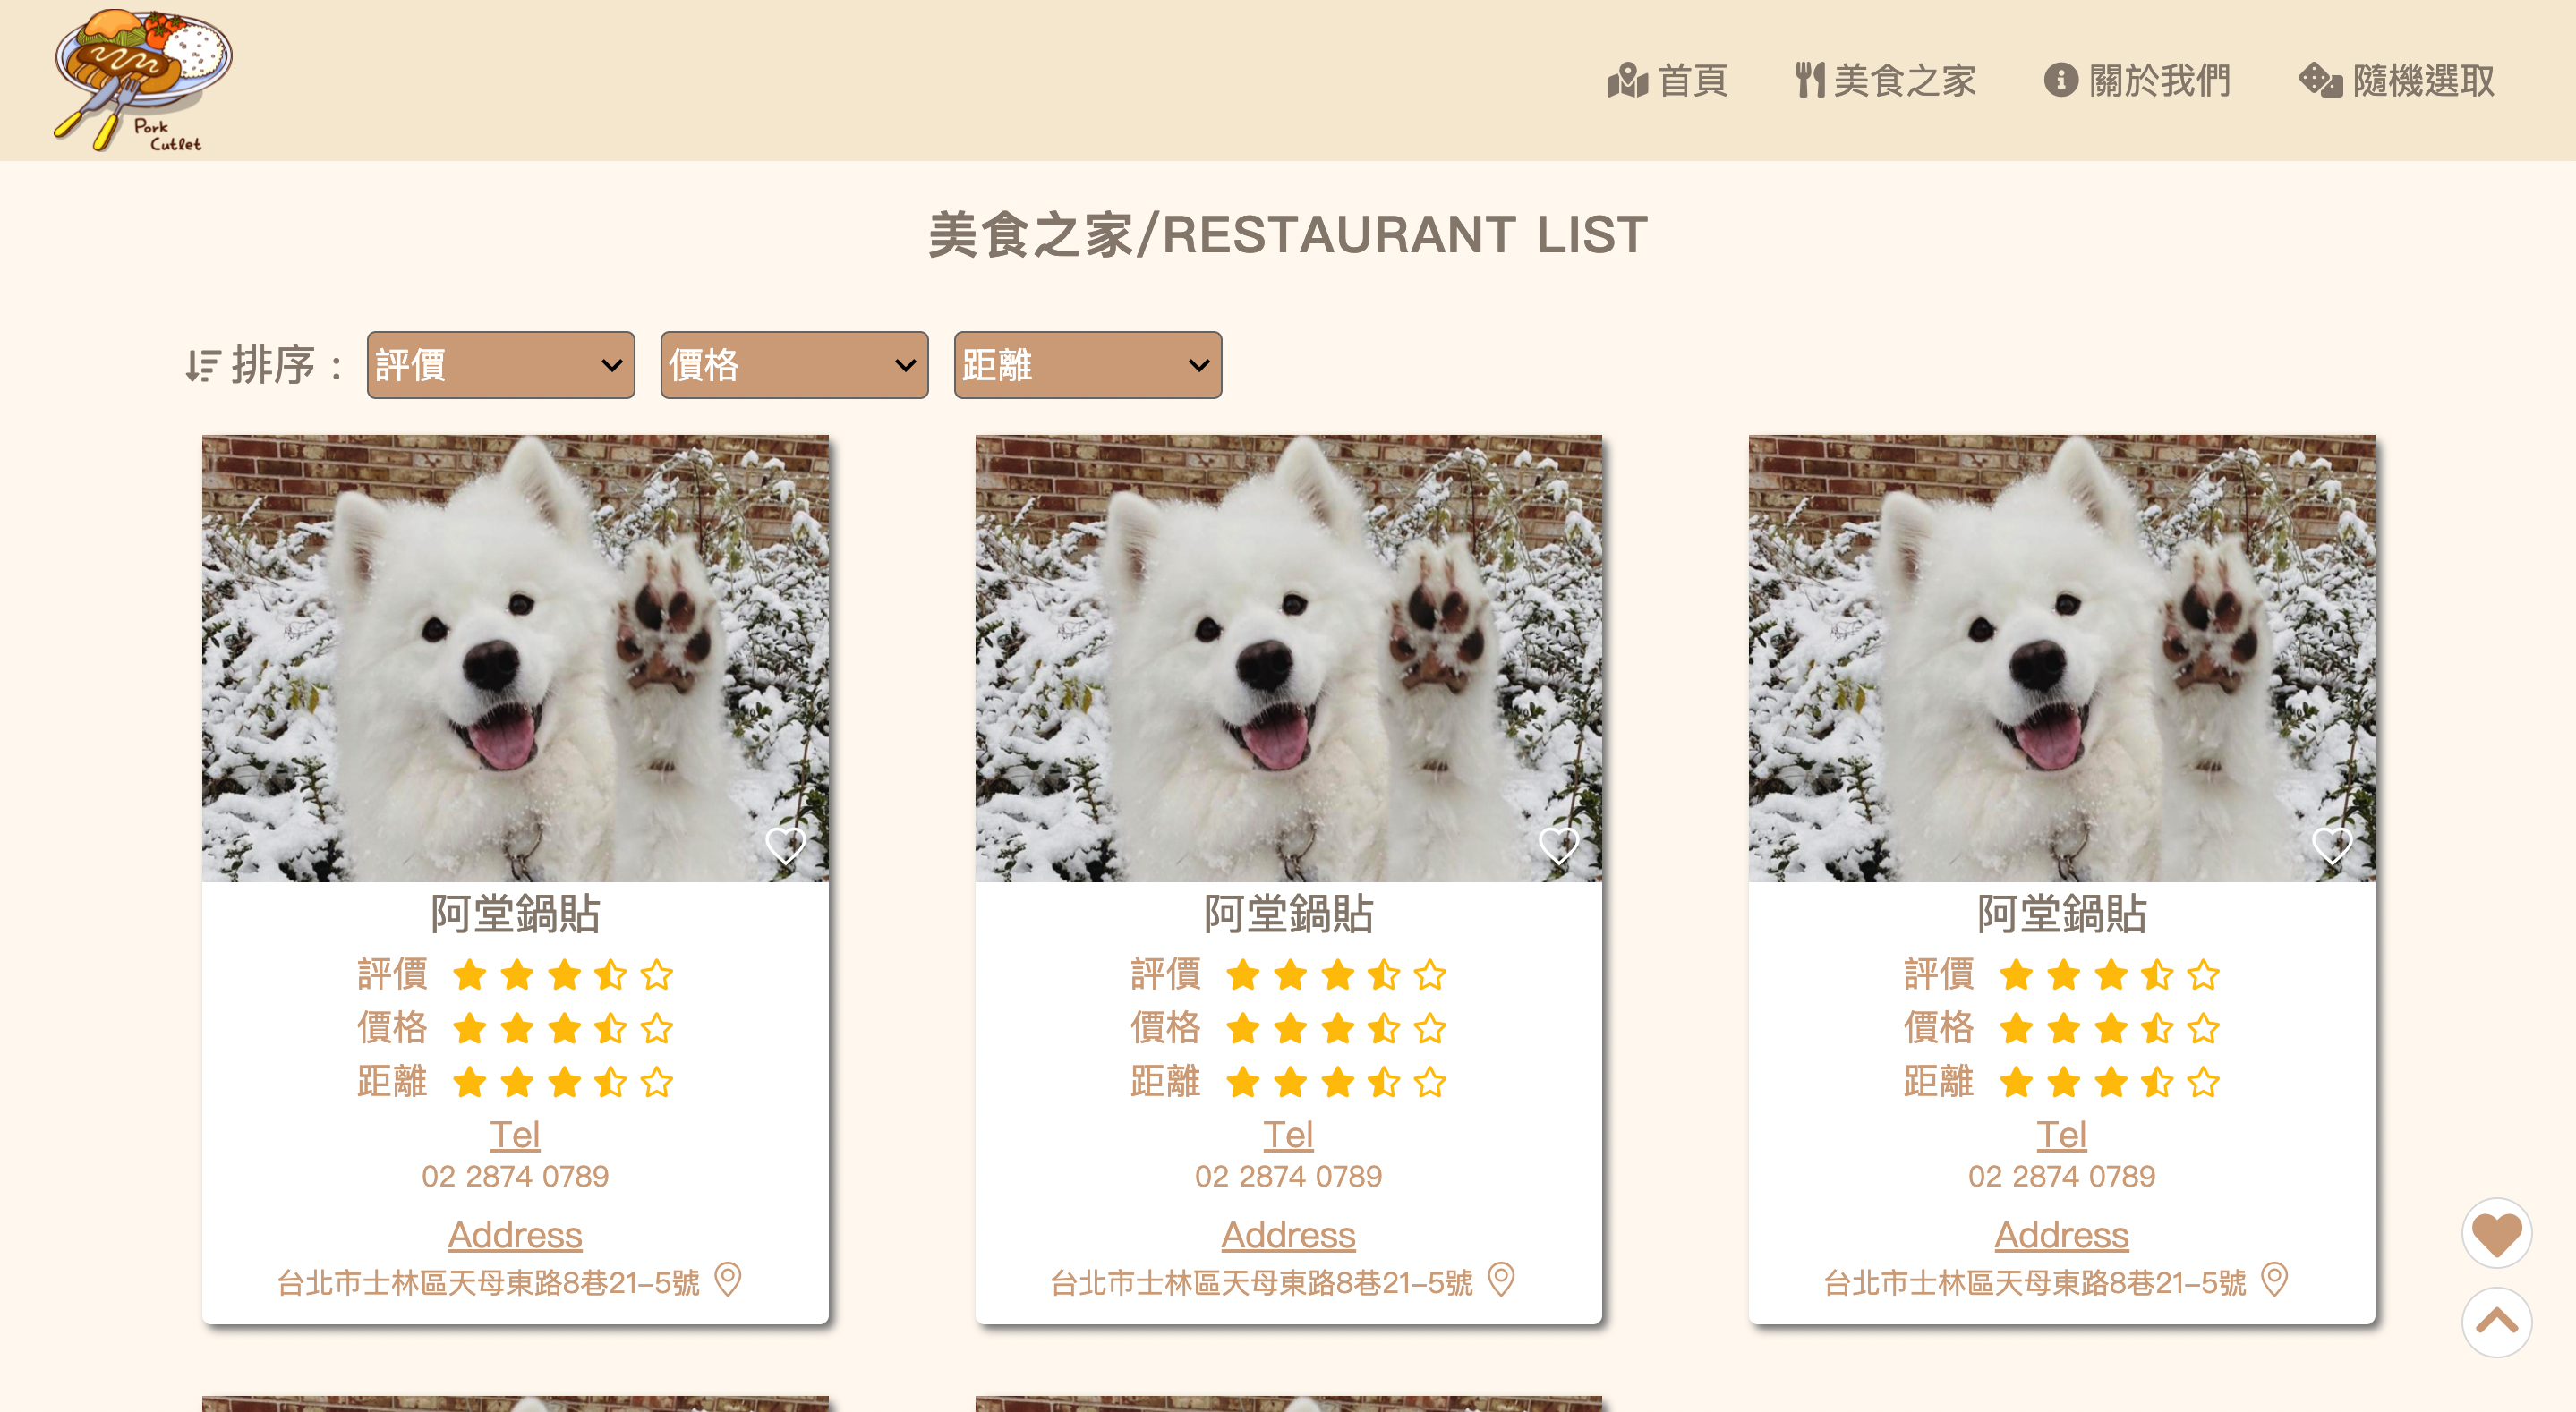 Pork
Cutlet
首頁
美食之家
關於我們
隨機選取
美食之家/RESTAURANT LIST
排序：
評價
價格
距離
阿堂鍋貼
評價
價格
距離
Tel
02 2874 0789
Address
台北市士林區天母東路8巷21-5號
阿堂鍋貼
評價
價格
距離
Tel
02 2874 0789
Address
台北市士林區天母東路8巷21-5號
阿堂鍋貼
評價
價格
距離
Tel
02 2874 0789
Address
台北市士林區天母東路8巷21-5號